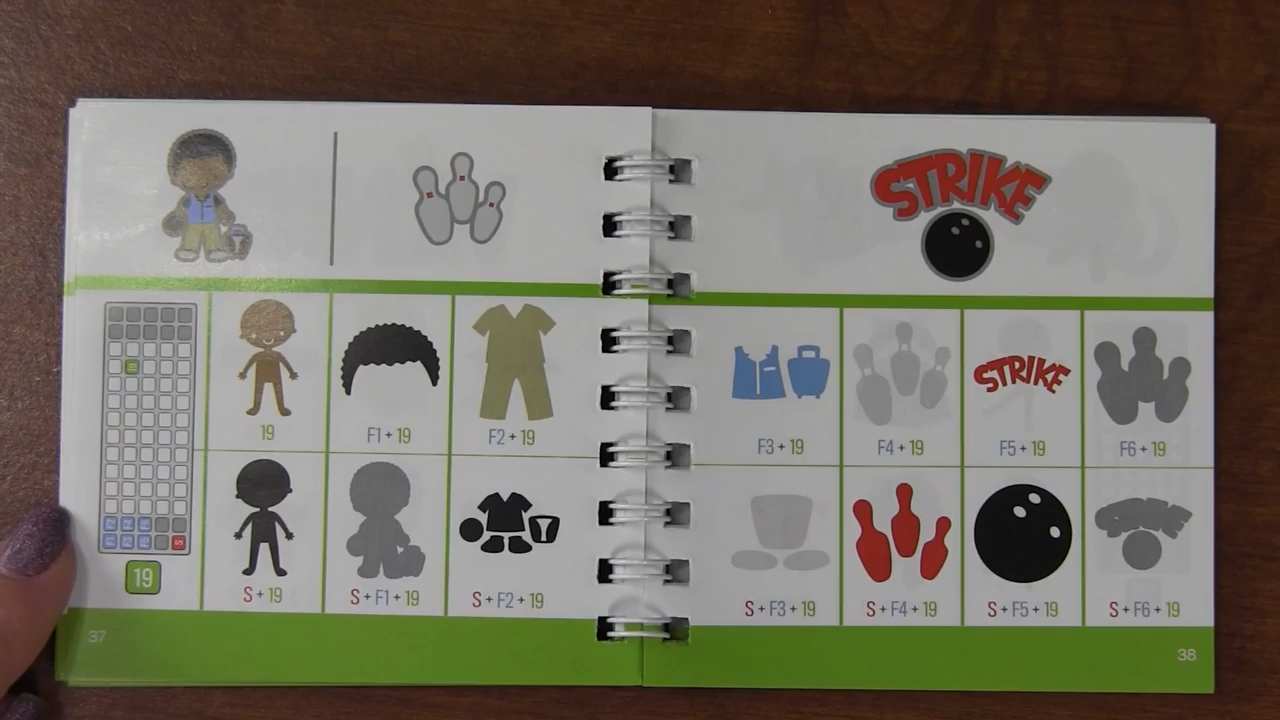 STRIKE
19
F1 + 19
F2 + 19
F3 + 19
F4 + 19
STRIKE
F5 + 19
F6 + 19
19
S + 19
S + F1 + 19
S + F2 + 19
S + F3 + 19
S + F4 + 19
S + F5 + 19
S + F6 + 19
37
38